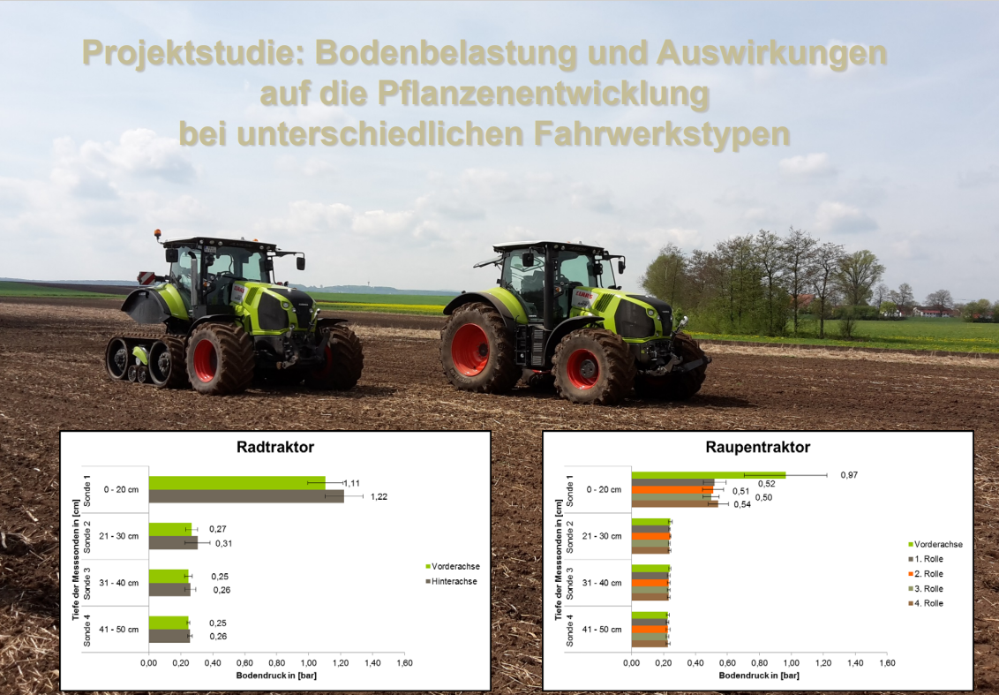 Projektstudie: Bodenbelastung und Auswirkungen
auf die Pflanzenentwicklung
bei unterschiedlichen Fahrwerkstypen
Radtraktor
Tiefe der Messsonden in [cm]
Sonde 1
0 - 20 cm
1,11
1,22
Sonde 2
21 - 30 cm
0,27
0,31
Sonde 3
31 - 40 cm
0,25
0,26
Sonde 4
41 - 50 cm
0,25
0,26
Vorderachse
Hinterachse
0,00 0,20 0,40 0,60 0,80 1,00 1,20 1,40 1,60
Bodendruck in [bar]
Raupentraktor
Tiefe der Messsonden in [cm]
Sonde 1
0 - 20 cm
0,97
0,52
0,51
0,50
0,54
Sonde 2
21 - 30 cm
Sonde 3
31 - 40 cm
Sonde 4
41 - 50 cm
Vorderachse
1. Rolle
2. Rolle
3. Rolle
4. Rolle
0,00 0,20 0,40 0,60 0,80 1,00 1,20 1,40 1,60
Bodendruck in [bar]